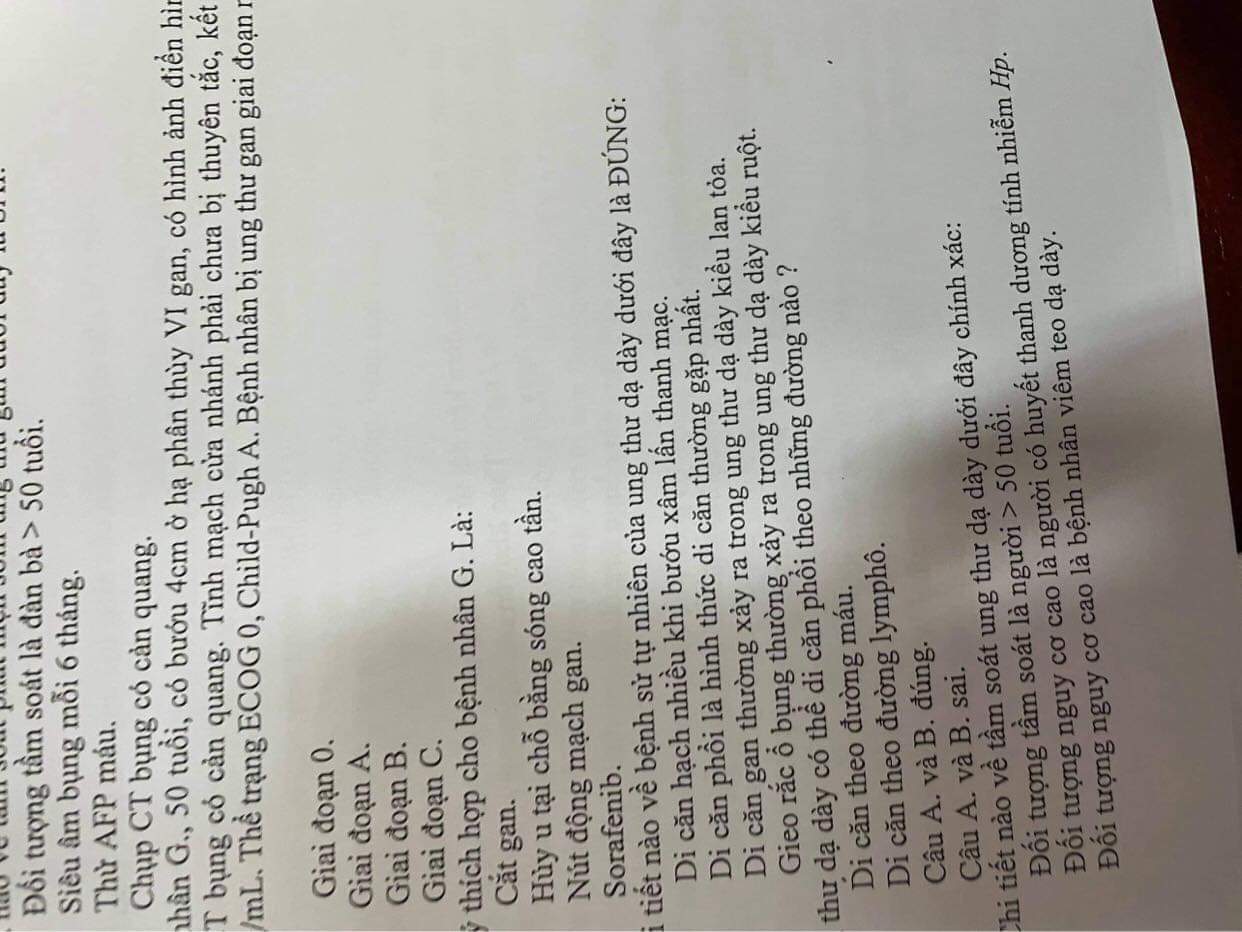 Đối tượng tầm soát là đàn bà > 50 tuổi.
Siêu âm bụng mỗi 6 tháng.
Thử AFP máu.
Chụp CT bụng có cản quang.
nhân G., 50 tuổi, có bướu 4cm ở hạ phân thùy VI gan, có hình ảnh điển hìn
T bụng có cản quang. Tĩnh mạch cửa nhánh phải chưa bị thuyên tắc, kết
/mL. Thể trạng ECOG 0, Child-Pugh A. Bệnh nhân bị ung thư gan giai đoạn n
Giai đoạn 0.
Giai đoạn A.
Giai đoạn B.
Giai đoạn C.
ý thích hợp cho bệnh nhân G. Là:
Cắt gan.
Hủy u tại chỗ bằng sóng cao tần.
Nút động mạch gan.
Sorafenib.
i tiết nào về bệnh sử tự nhiên của ung thư dạ dày dưới đây là ĐÚNG:
Di căn hạch nhiều khi bướu xâm lấn thanh mạc.
Di căn phổi là hình thức di căn thường gặp nhất.
Di căn gan thường xảy ra trong ung thư dạ dày kiểu lan tỏa.
Gieo rắc ổ bụng thường xảy ra trong ung thư dạ dày kiểu ruột.
thư dạ dày có thể di căn phổi theo những đường nào ?
Di căn theo đường máu.
Di căn theo đường lymphô.
Câu A. và B. đúng.
Câu A. và B. sai.
Chi tiết nào về tầm soát ung thư dạ dày dưới đây chính xác:
Đối tượng tầm soát là người > 50 tuổi.
Đối tượng nguy cơ cao là người có huyết thanh dương tính nhiễm Hp.
Đối tượng nguy cơ cao là bệnh nhân viêm teo dạ dày.